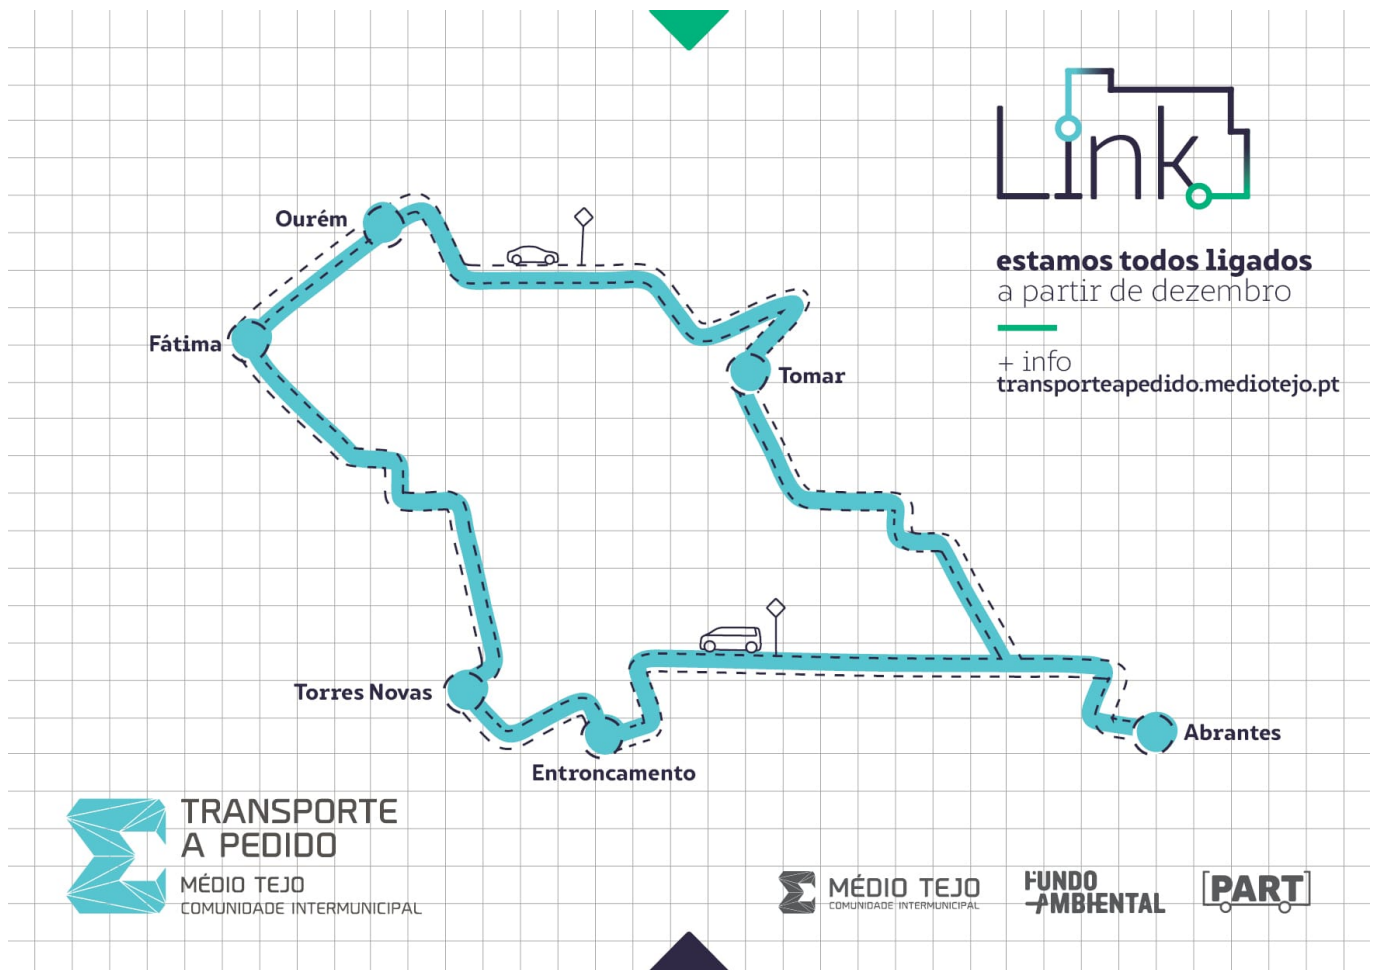 Link
estamos todos ligados
a partir de dezembro
+ info
transporteapedido.mediotejo.pt
Ourém
Fátima
Tomar
Torres Novas
Entroncamento
Abrantes
TRANSPORTE
A PEDIDO
MÉDIO TEJO
COMUNIDADE INTERMUNICIPAL
MÉDIO TEJO
COMUNIDADE INTERMUNICIPAL
FUNDO
AMBIENTAL
PART